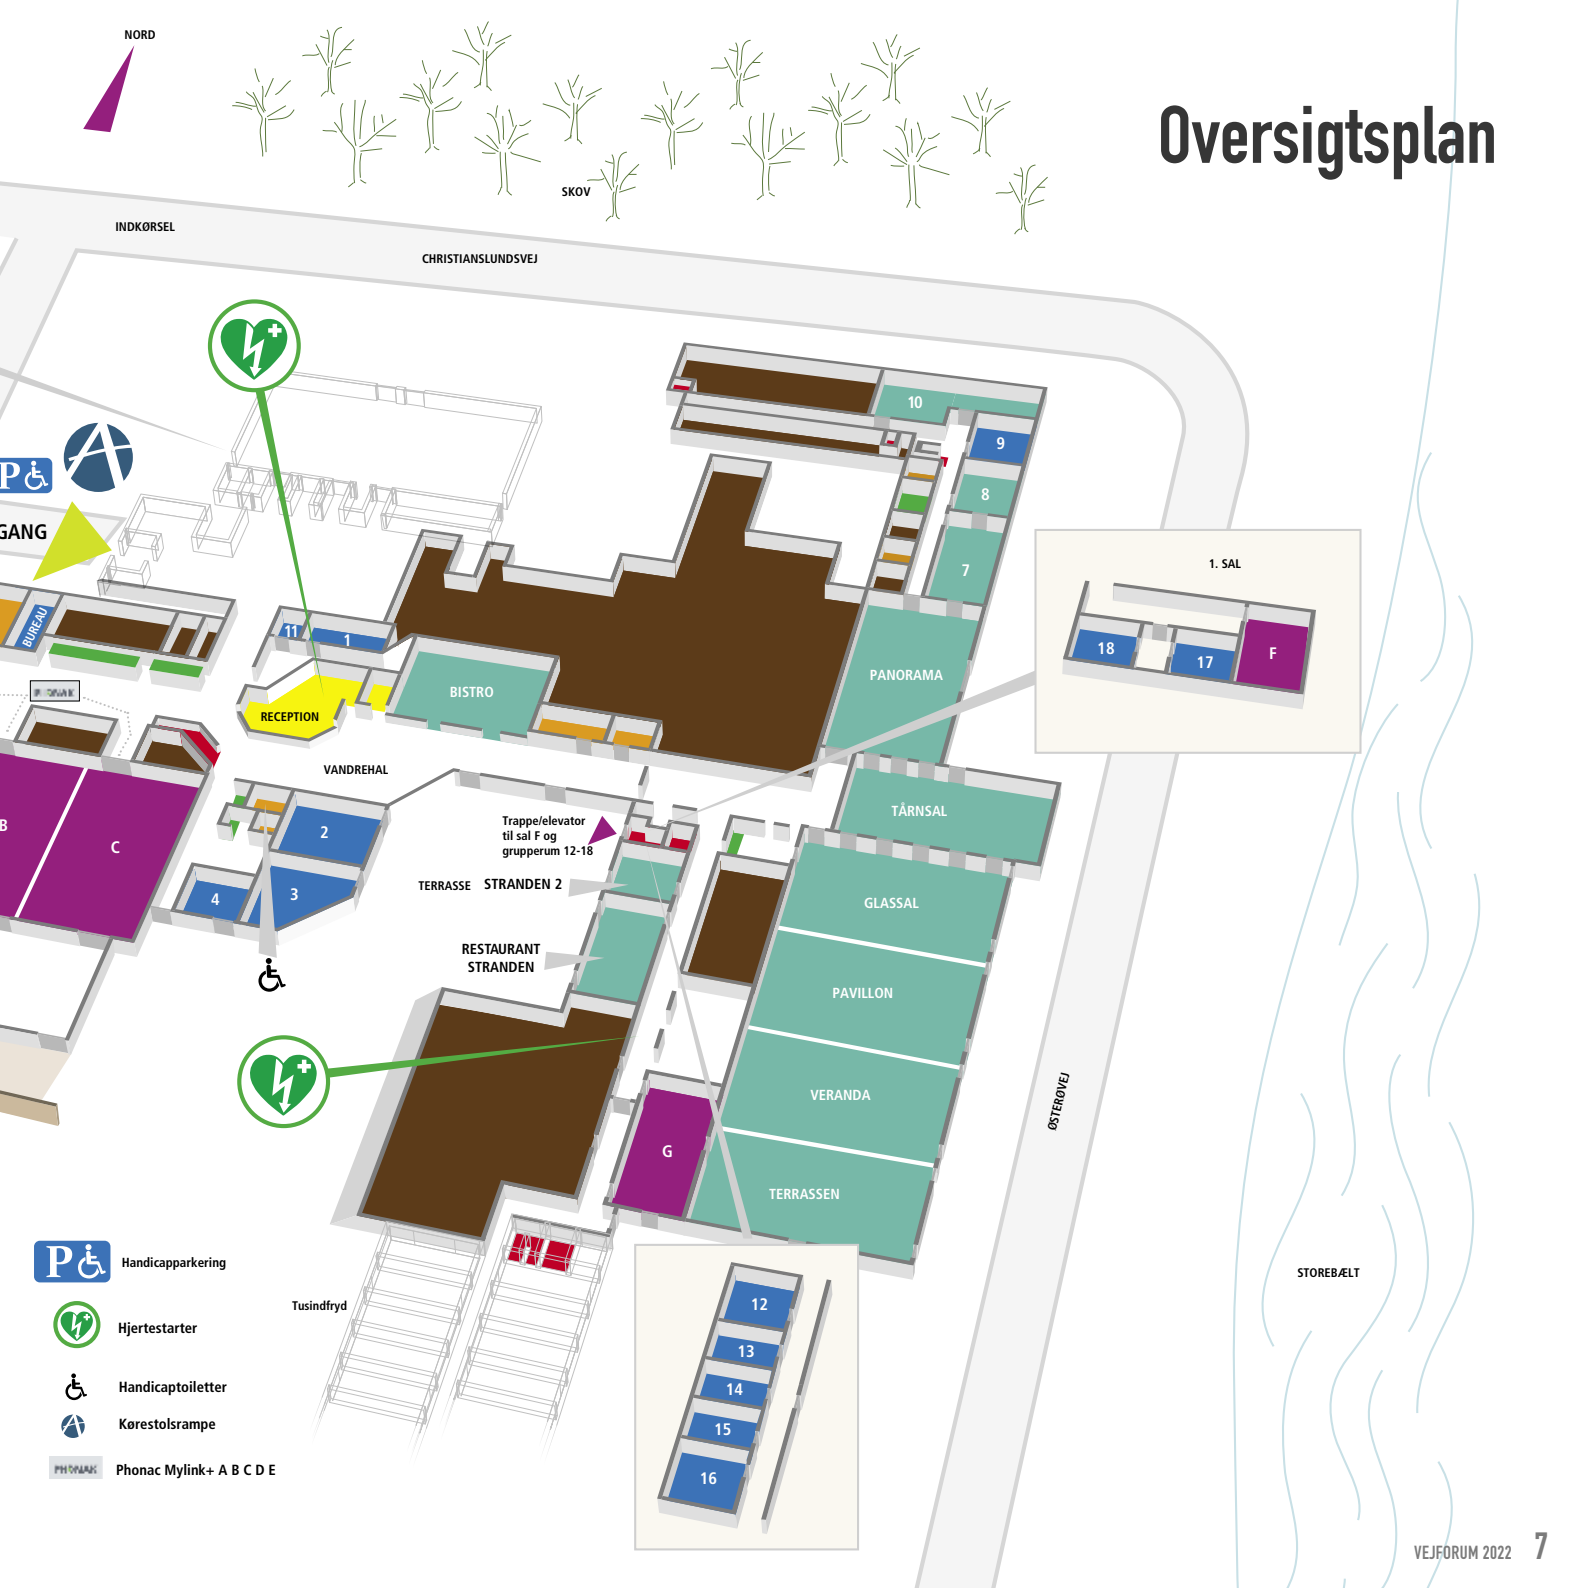 NORD
Oversigtsplan
SKOV
INDKØRSEL
CHRISTIANSLUNDSVEJ
10
9
8
7
P
GANG
1. SAL
18
17
F
BUREAU
11
1
PHONAK
RECEPTION
BISTRO
PANORAMA
VANDREHAL
TÅRNSAL
B
C
2
3
4
Trappe/elevator
til sal F og
grupperum 12-18
TERRASSE
STRANDEN 2
GLASSAL
RESTAURANT
STRANDEN
PAVILLON
VERANDA
ØSTERØVEJ
G
TERRASSEN
P
Handicapparkering
Tusindfryd
Hjertestarter
Handicaptoiletter
Kørestolsrampe
PHONAK
Phonac Mylink+ A B C D E
12
13
14
15
16
STOREBÆLT
VEJFORUM 2022 7